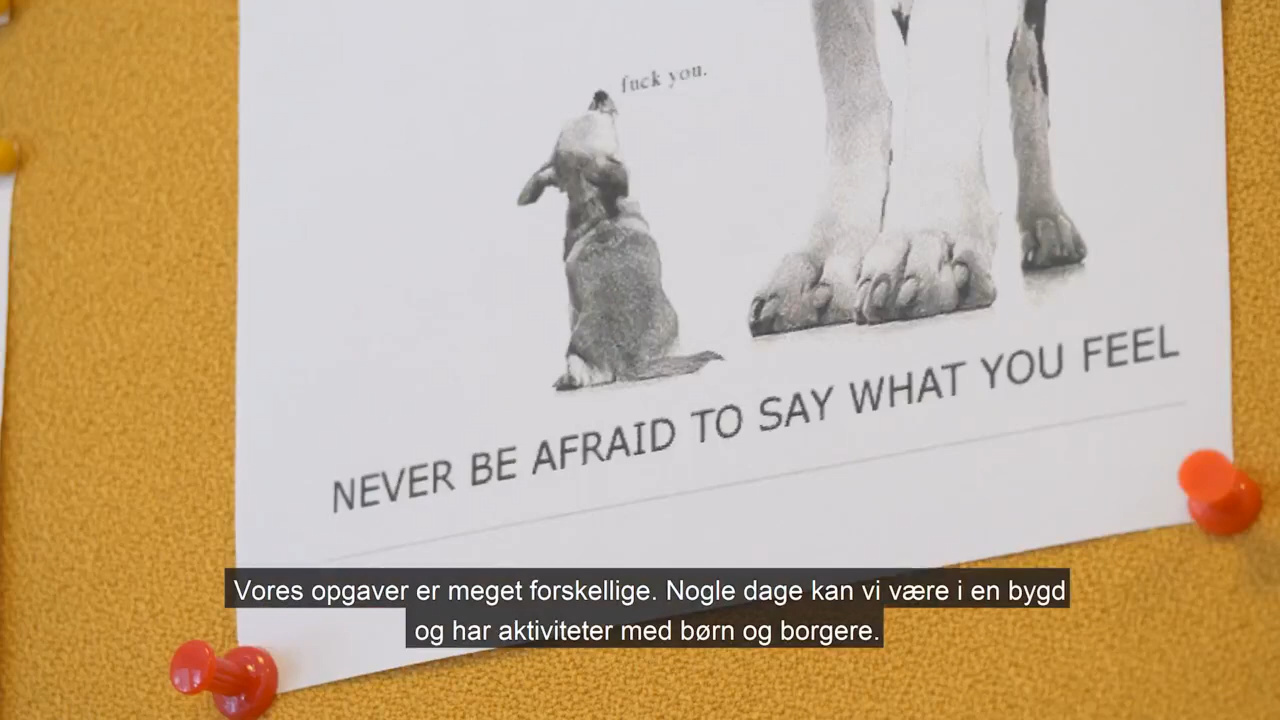 fuck you.
NEVER BE AFRAID TO SAY WHAT YOU FEEL
Vores opgaver er meget forskellige. Nogle dage kan vi være i en bygd
og har aktiviteter med børn og borgere.